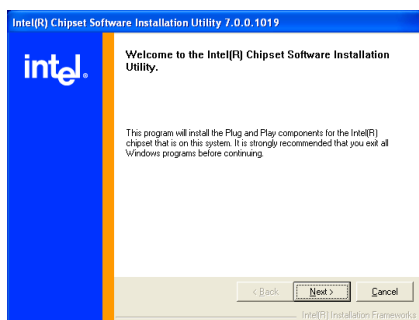 Intel(R) Chipset Software Installation Utility 7.0.0.1019
intel.
Welcome to the Intel(R) Chipset Software Installation
Utility.
This program will install the Plug and Play components for the Intel(R)
chipset that is on this system. It is strongly recommended that you exit all
Windows programs before continuing.
< Back
Next >
Cancel
Intel(R) Installation Frameworks